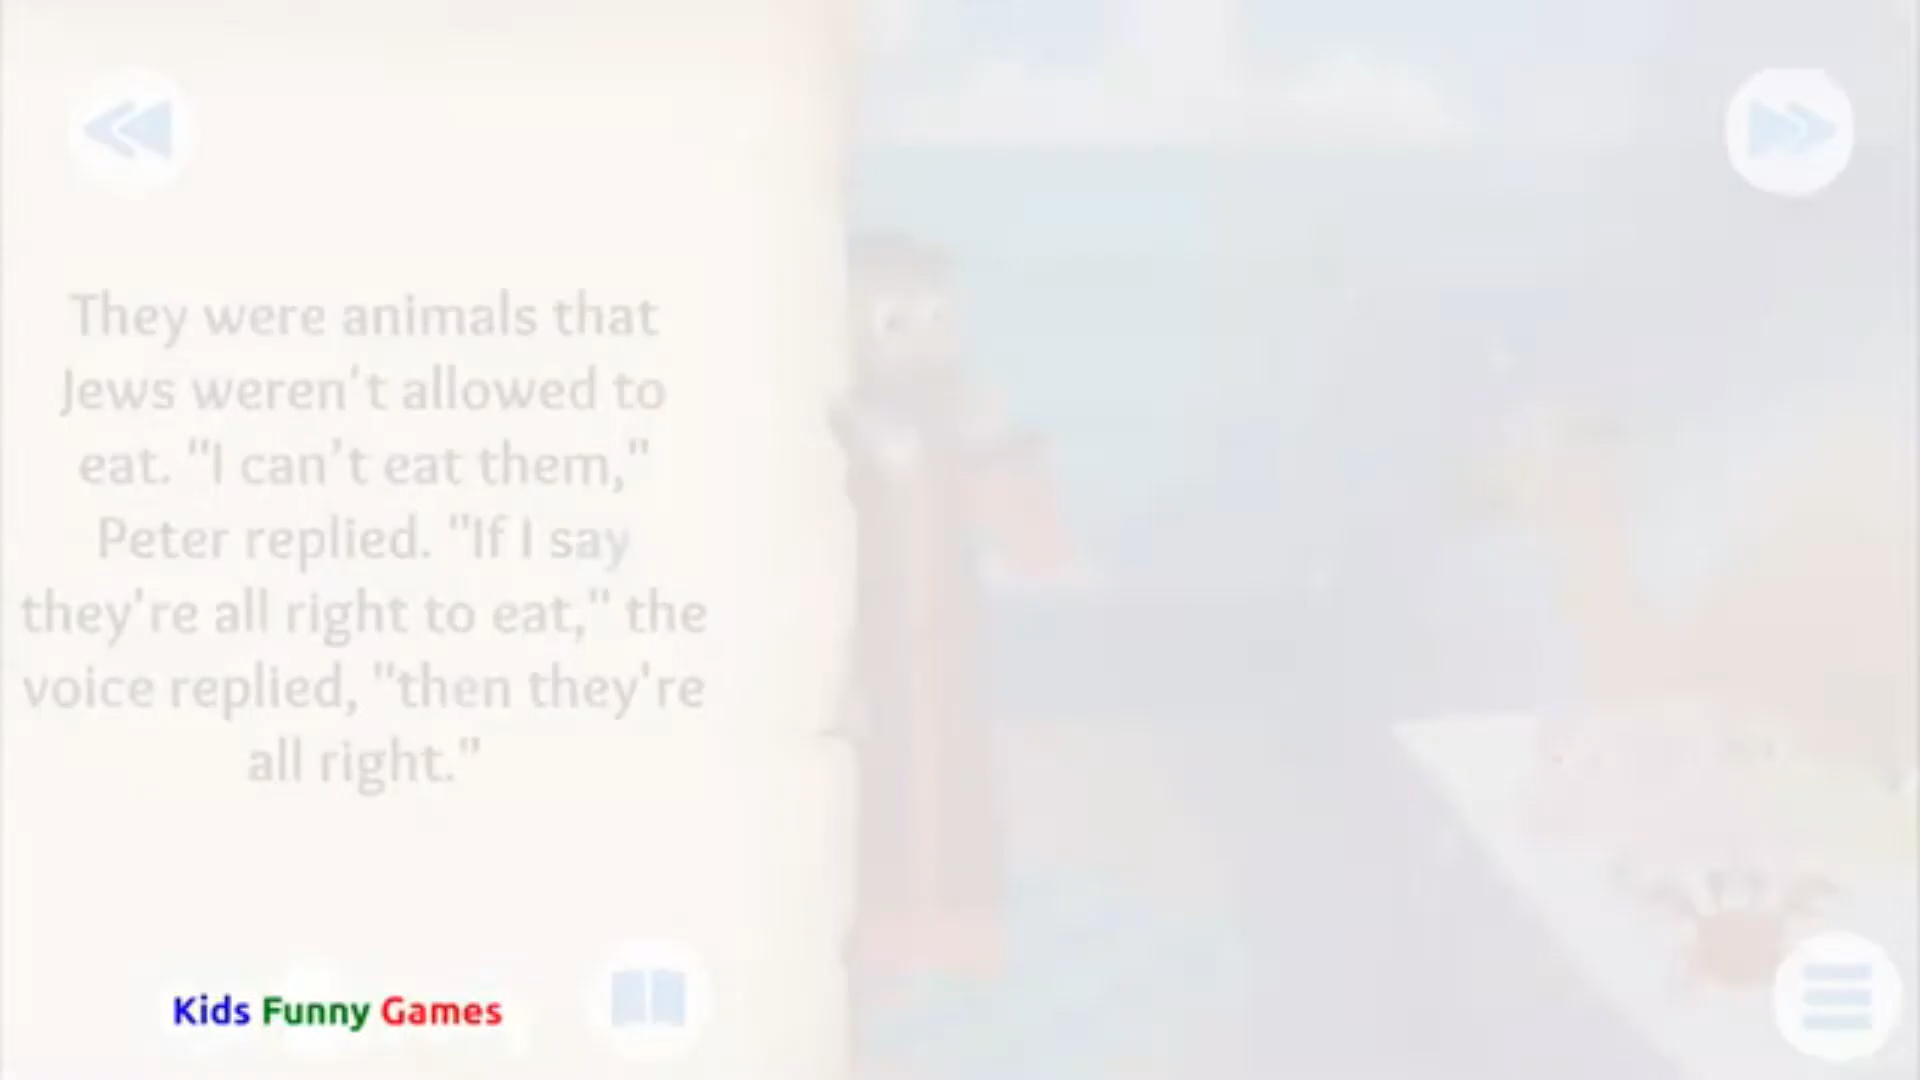 They were animals that
Jews weren't allowed to
eat. "I can't eat them,"
Peter replied. "If I say
they're all right to eat," the
voice replied, "then they're
all right."
Kids Funny Games